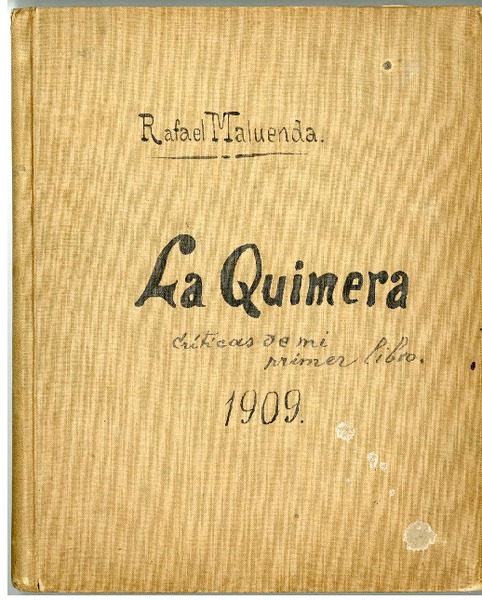 Rafael Maluenda.
La Quimera
críticas de mi
primer libro.
1909.